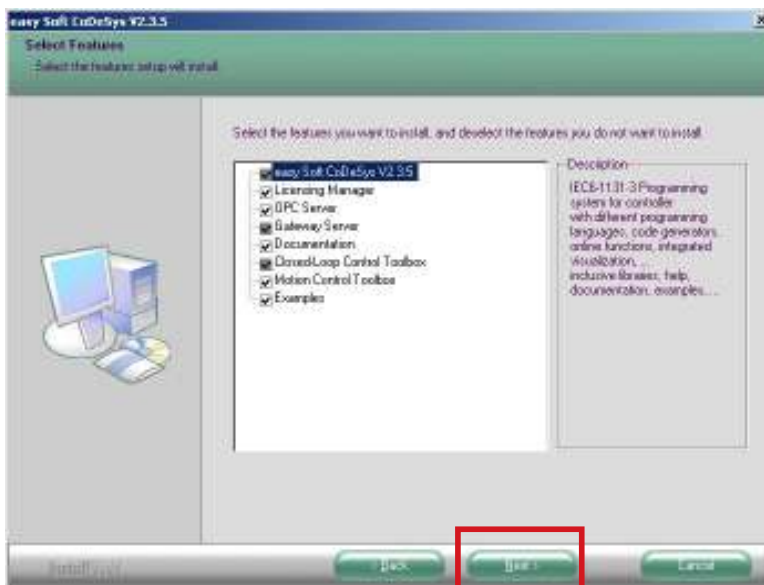 easy Soft CoDeSys V2.3.5
Select Features
Select the features setup will install.
Select the features you want to install, and deselect the features you do not want to install.
easy Soft CoDeSys V2.3.5
Licensing Manager
OPC Server
Gateway Server
Documentation
Closed-Loop Control Toolbox
Motion Control Toolbox
Examples
Description
IEC61131-3 Programming
system for controller
with different programming
languages, code generators,
online functions, integrated
visualization, ...
inclusive libraries, help,
documentation, examples, ...
< Back
Next >
Cancel